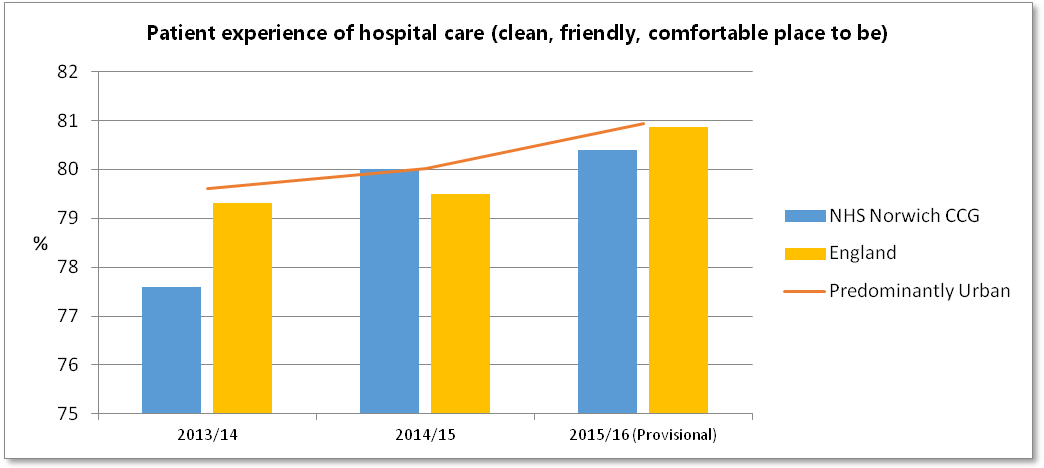 Patient experience of hospital care (clean, friendly, comfortable place to be)
82
81
80
79
78
77
76
75
%
2013/14
2014/15
2015/16 (Provisional)
NHS Norwich CCG
England
Predominantly Urban